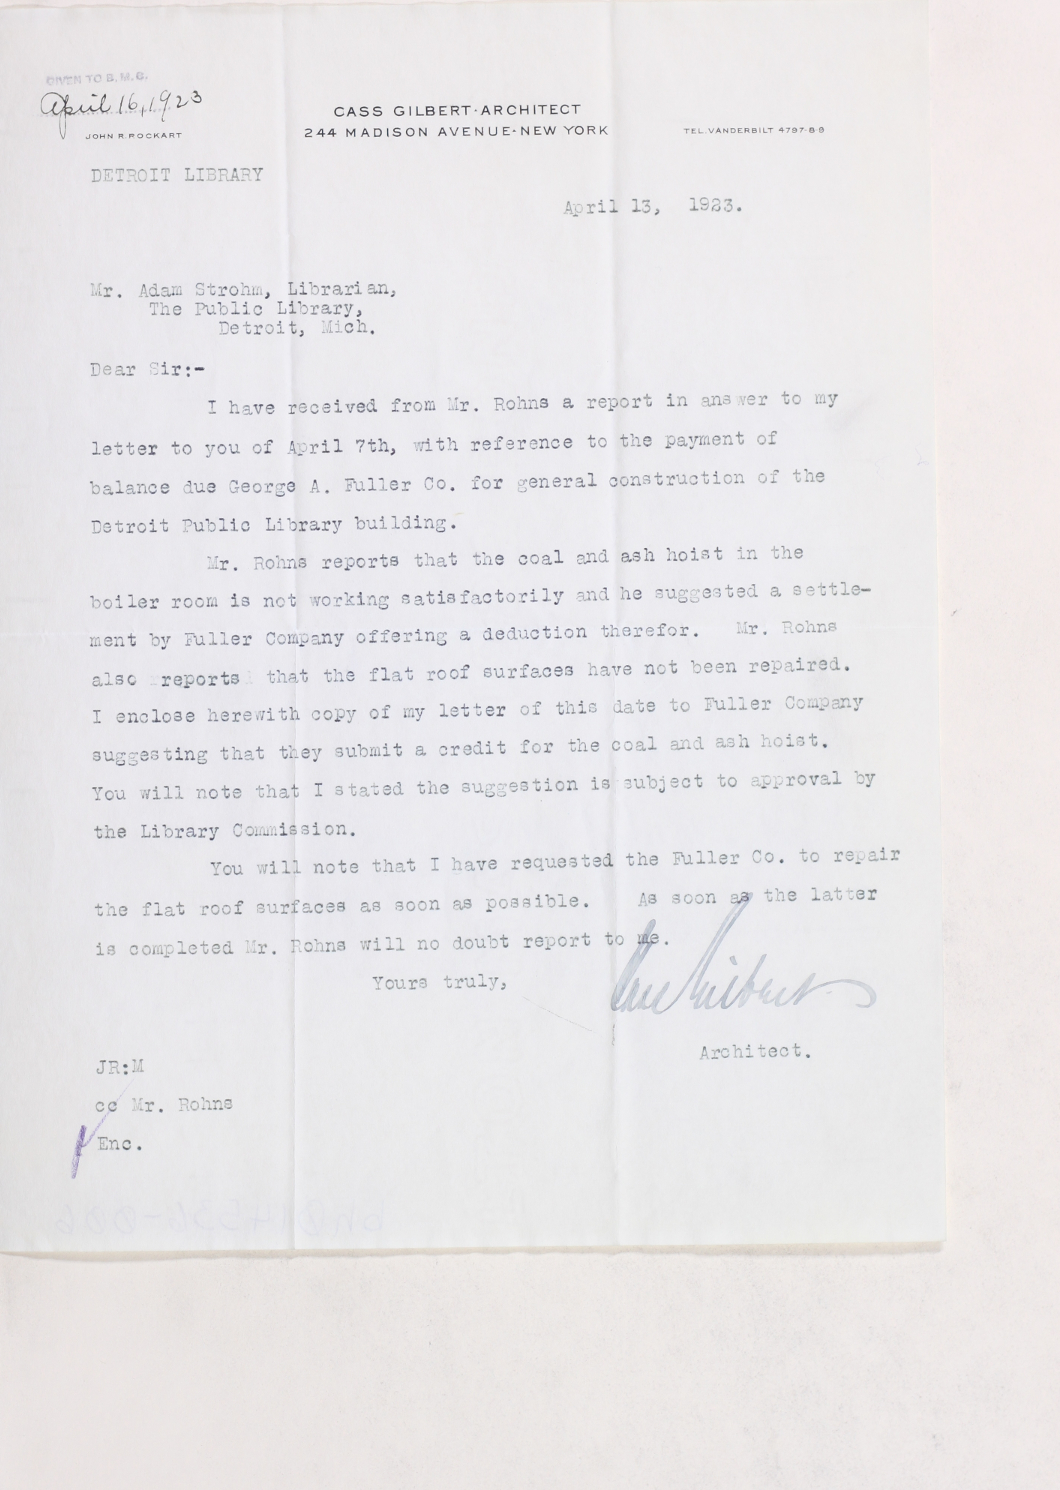 GIVEN TO B.M.C.
April 16, 1923
JOHN R. ROCKART
CASS GILBERT·ARCHITECT
244 MADISON AVENUE·NEW YORK
TEL. VANDERBILT 4797-8-9
DETROIT LIBRARY
April 13, 1923.
Mr. Adam Strohm, Librarian,
The Public Library,
Detroit, Mich.
Dear Sir:-
I have received from Mr. Rohns a report in answer to my
letter to you of April 7th, with reference to the payment of
balance due George A. Fuller Co. for general construction of the
Detroit Public Library building.
Mr. Rohns reports that the coal and ash hoist in the
boiler room is not working satisfactorily and he suggested a settle-
ment by Fuller Company offering a deduction therefor. Mr. Rohns
also reports that the flat roof surfaces have not been repaired.
I enclose herewith copy of my letter of this date to Fuller Company
suggesting that they submit a credit for the coal and ash hoist.
You will note that I stated the suggestion is subject to approval by
the Library Commission.
You will note that I have requested the Fuller Co. to repair
the flat roof surfaces as soon as possible. As soon as the latter
is completed Mr. Rohns will no doubt report to me.
Yours truly,
Cass Gilbert
Architect.
JR:M
cc Mr. Rohns
Enc.